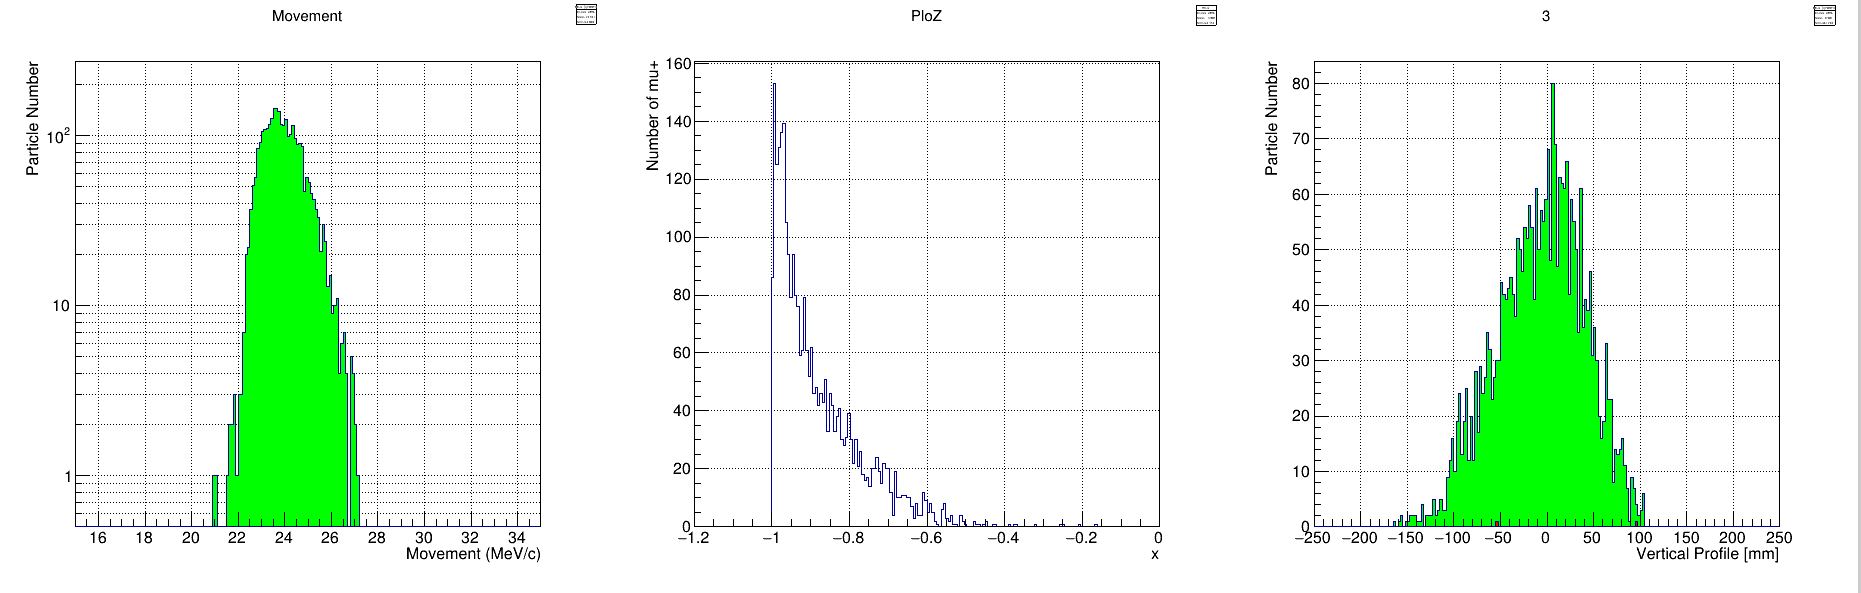 Movement
Particle Number
10²
10
1
16 18 20 22 24 26 28 30 32 34
Movement (MeV/c)
PloZ
Number of mu+
160
140
120
100
80
60
40
20
0
−1.2 −1 −0.8 −0.6 −0.4 −0.2 0
x
3
Particle Number
80
70
60
50
40
30
20
10
0
−250 −200 −150 −100 −50 0 50 100 150 200 250
Vertical Profile [mm]